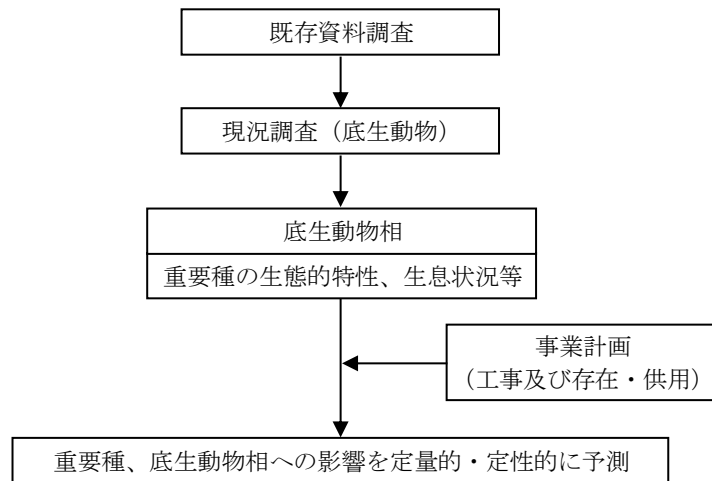 既存資料調査
現況調査（底生動物）
底生動物相
重要種の生態的特性、生息状況等
事業計画
（工事及び存在・供用）
重要種、底生動物相への影響を定量的・定性的に予測